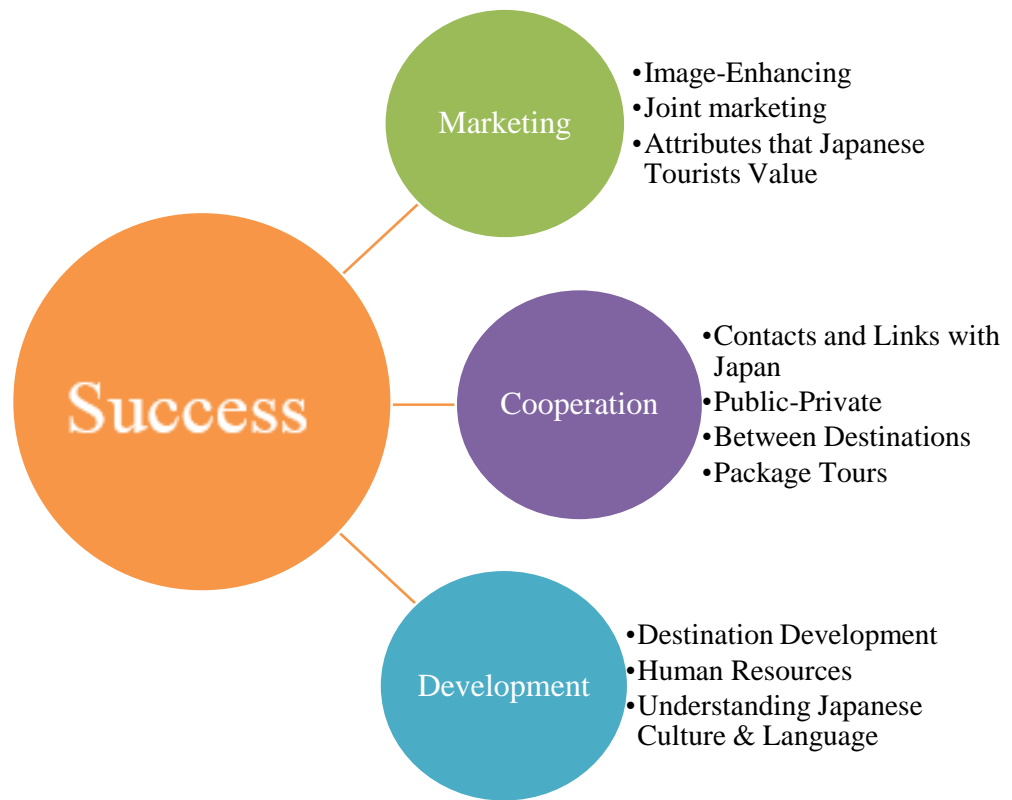 Marketing
•Image-Enhancing
•Joint marketing
•Attributes that Japanese
Tourists Value
Success
Cooperation
•Contacts and Links with
Japan
•Public-Private
•Between Destinations
•Package Tours
Development
•Destination Development
•Human Resources
•Understanding Japanese
Culture & Language